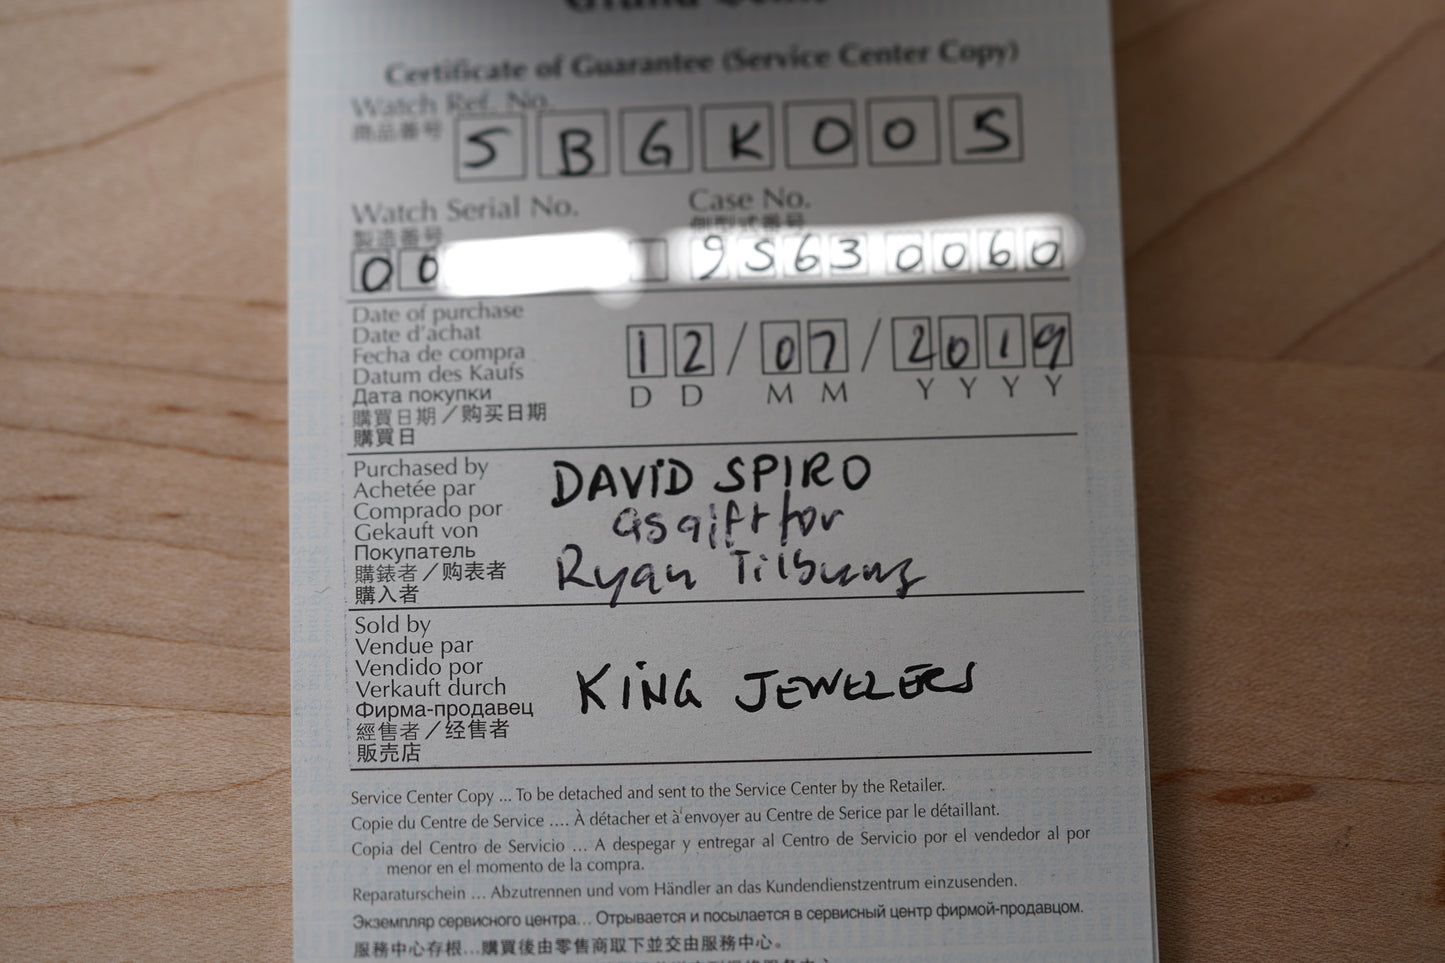 Grand Seiko
Certificate of Guarantee (Service Center Copy)
Watch Ref. No.
商品番号
SBGK005
Watch Serial No. Case No.
製造番号 側型式番号
00 9S630060
Date of purchase
Date d'achat
Fecha de compra
Datum des Kaufs
Дата покупки
購買日期／购买日期
購買日
12/07/2019
D D M M Y Y Y Y
Purchased by
Achetée par
Comprado por
Gekauft von
Покупатель
購錶者／购表者
購入者
DAVID SPIRO
as gift for
Ryan Tilbung
Sold by
Vendue par
Vendido por
Verkauft durch
Фирма-продавец
經售者／经售者
販売店
KING JEWELERS
Service Center Copy ... To be detached and sent to the Service Center by the Retailer.
Copie du Centre de Service .... À détacher et à envoyer au Centre de Serice par le détaillant.
Copia del Centro de Servicio ... A despegar y entregar al Centro de Servicio por el vendedor al por
menor en el momento de la compra.
Reparaturschein ... Abzutrennen und vom Händler an das Kundendienstzentrum einzusenden.
Экземпляр сервисного центра... Отрывается и посылается в сервисный центр фирмой-продавцом.
服務中心存根...購買後由零售商取下並交由服務中心。